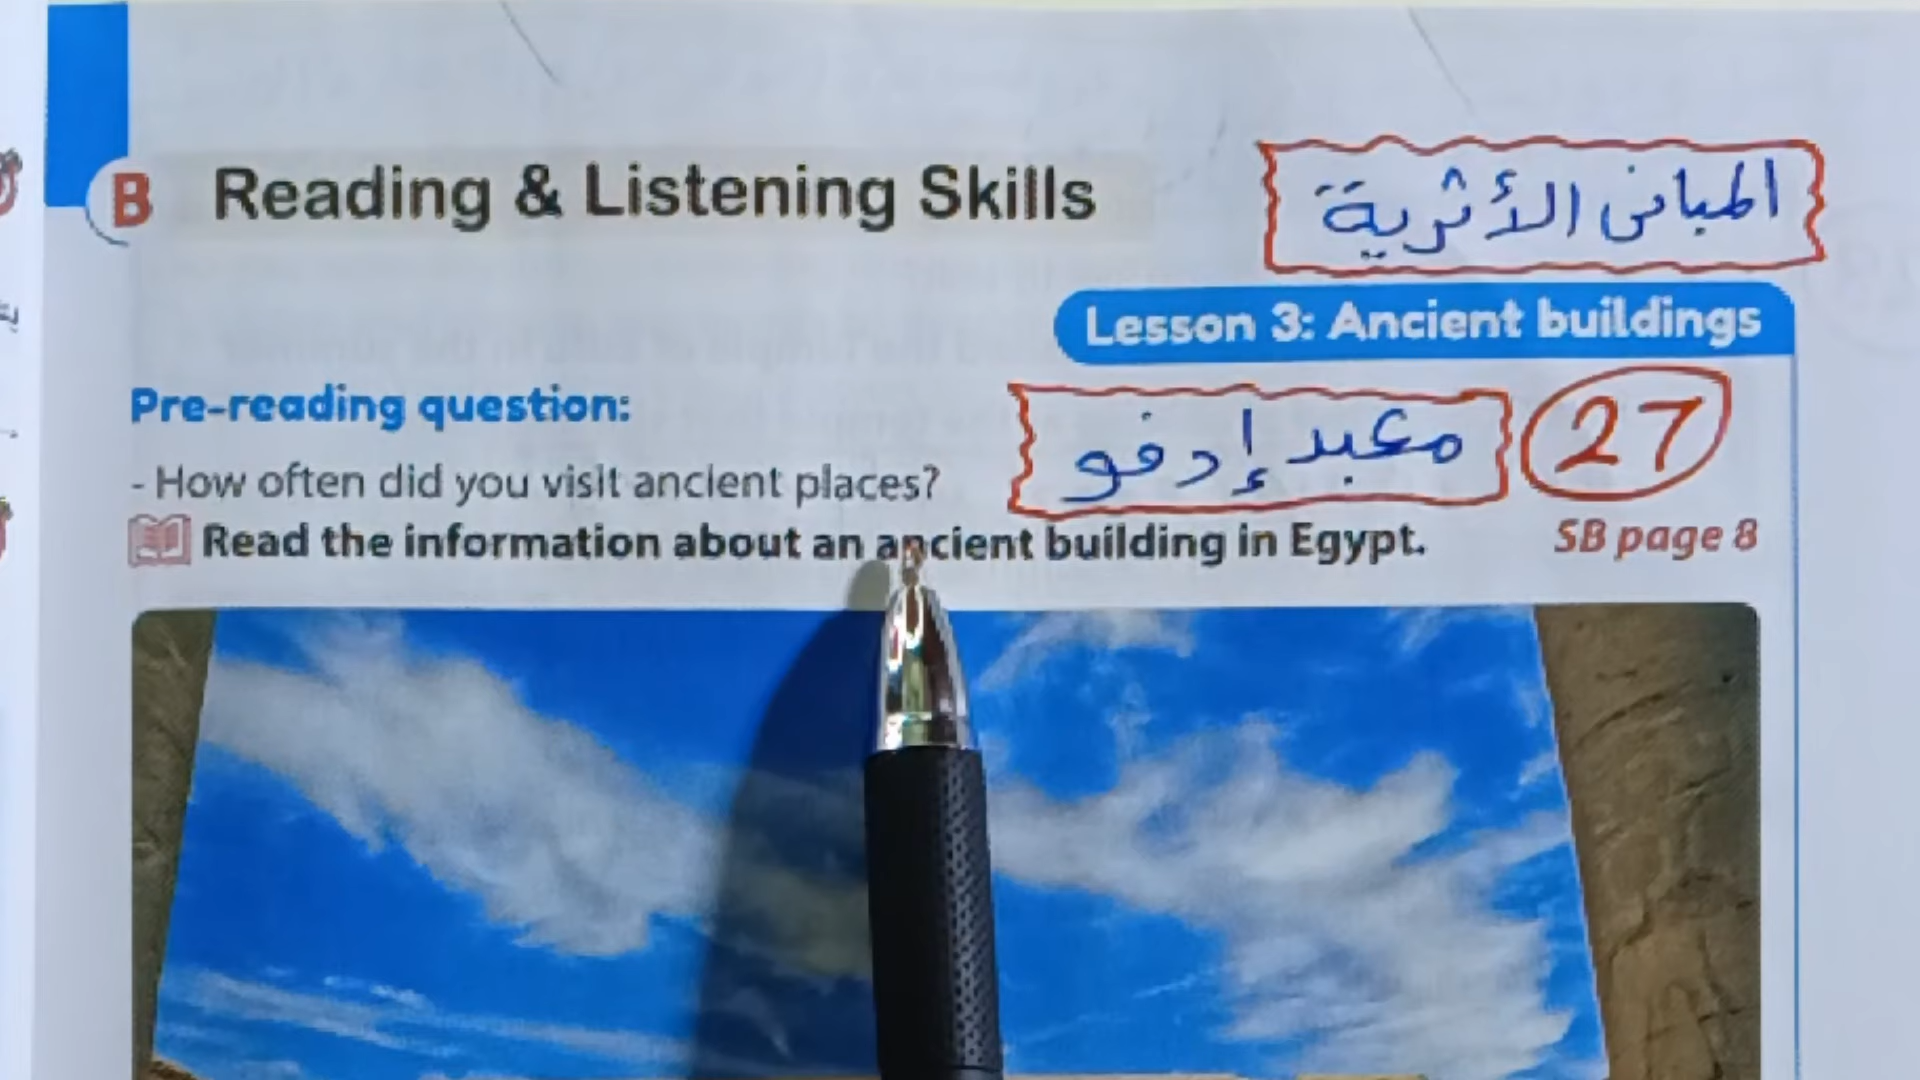 B Reading & Listening Skills
المبانى الأثرية
Lesson 3: Ancient buildings
Pre-reading question:
معبد إدفو
27
- How often did you visit ancient places?
Read the information about an ancient building in Egypt.
SB page 8